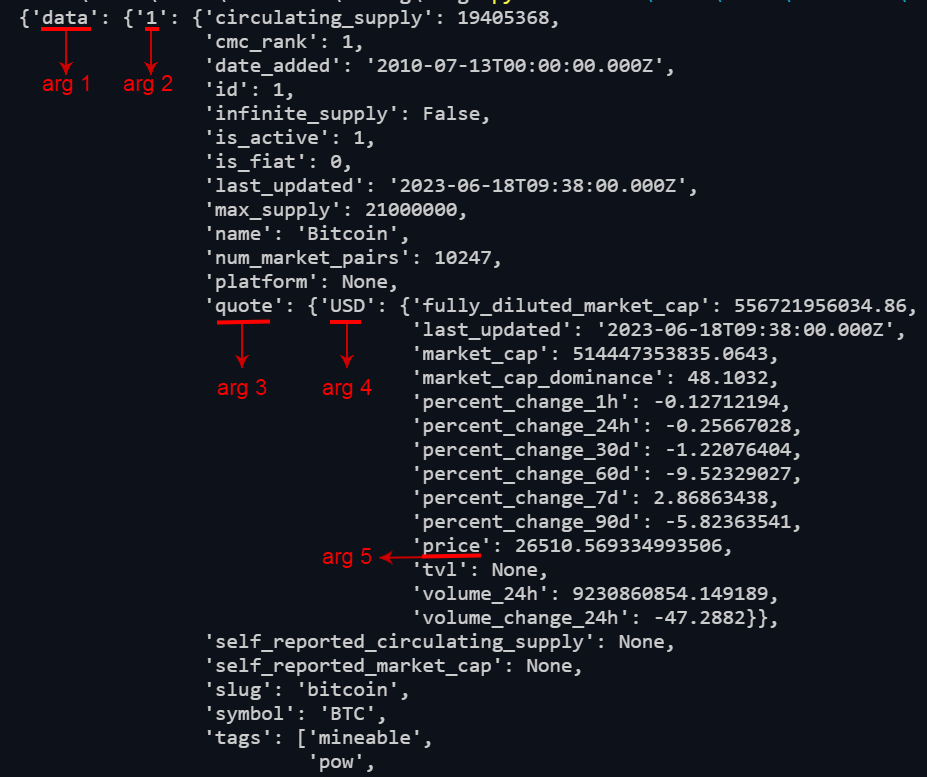 {'data': {'1': {'circulating_supply': 19405368,
'cmc_rank': 1,
arg 1 arg 2 'date_added': '2010-07-13T00:00:00.000Z',
'id': 1,
'infinite_supply': False,
'is_active': 1,
'is_fiat': 0,
'last_updated': '2023-06-18T09:38:00.000Z',
'max_supply': 21000000,
'name': 'Bitcoin',
'num_market_pairs': 10247,
'platform': None,
'quote': {'USD': {'fully_diluted_market_cap': 556721956034.86,
'last_updated': '2023-06-18T09:38:00.000Z',
'market_cap': 514447353835.0643,
arg 3 arg 4 'market_cap_dominance': 48.1032,
'percent_change_1h': -0.12712194,
'percent_change_24h': -0.25667028,
'percent_change_30d': -1.22076404,
'percent_change_60d': -9.52329027,
'percent_change_7d': 2.86863438,
'percent_change_90d': -5.82363541,
arg 5 'price': 26510.569334993506,
'tvl': None,
'volume_24h': 9230860854.149189,
'volume_change_24h': -47.2882}},
'self_reported_circulating_supply': None,
'self_reported_market_cap': None,
'slug': 'bitcoin',
'symbol': 'BTC',
'tags': ['mineable',
'pow',